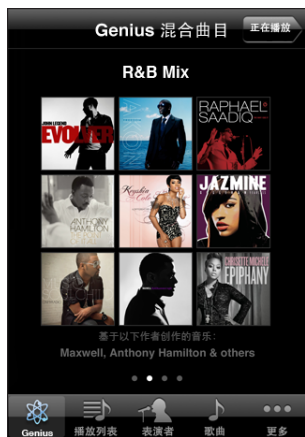 Genius 混合曲目
正在播放
R&B Mix
JOHN LEGEND
EVOLVER
RAPHAEL
SAADIQ
ANTHONY
HAMILTON
Keyshia
Cole
JAZMINE
CHRISETTE MICHELE
EPIPHANY
基于以下作者创作的音乐：
Maxwell, Anthony Hamilton & others
Genius
播放列表
表演者
歌曲
更多